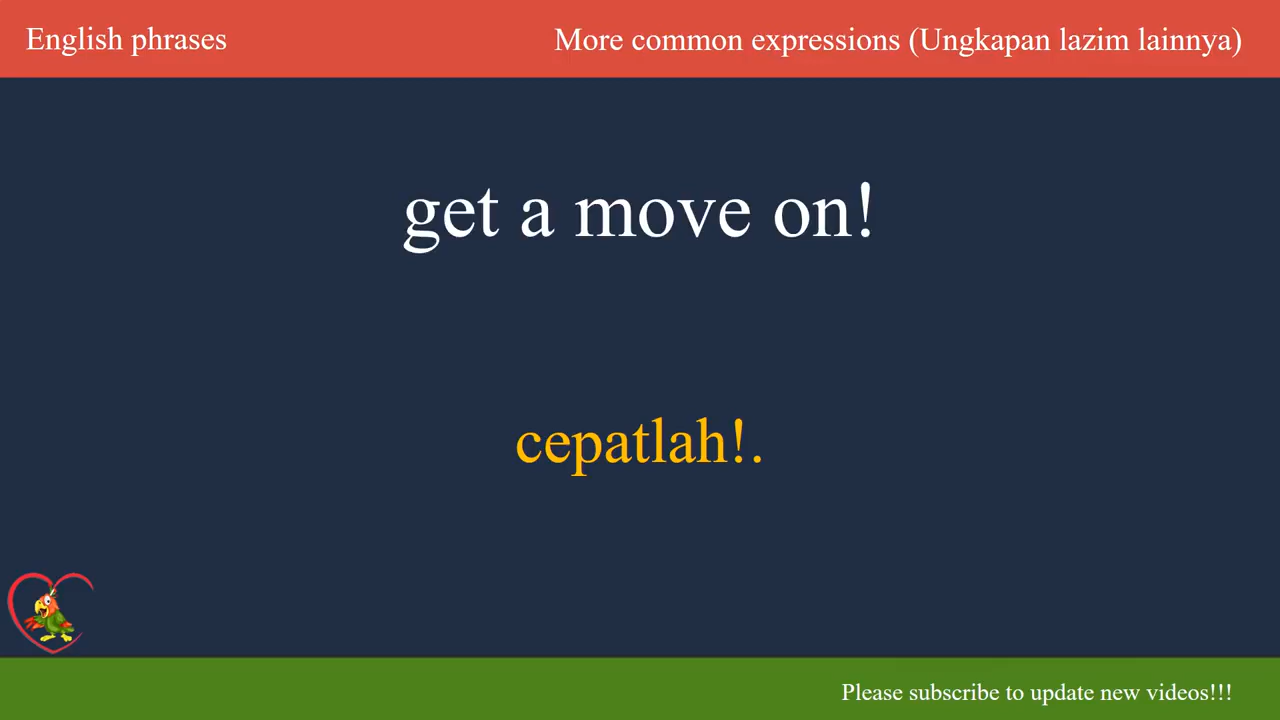 English phrases
More common expressions (Ungkapan lazim lainnya)
get a move on!
cepatlah!.
Please subscribe to update new videos!!!